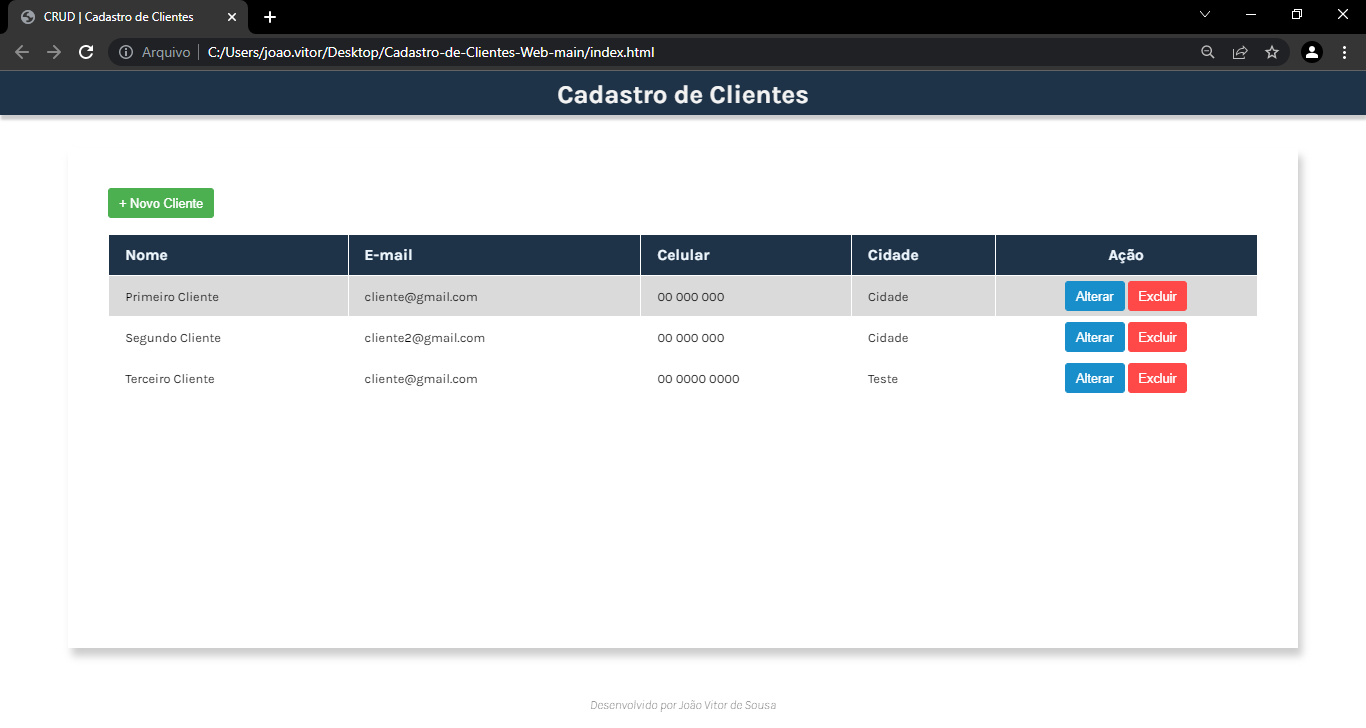 CRUD | Cadastro de Clientes
Arquivo | C:/Users/joao.vitor/Desktop/Cadastro-de-Clientes-Web-main/index.html
Cadastro de Clientes
+ Novo Cliente
Nome E-mail Celular Cidade Ação
Primeiro Cliente cliente@gmail.com 00 000 000 Cidade Alterar Excluir
Segundo Cliente cliente2@gmail.com 00 000 000 Cidade Alterar Excluir
Terceiro Cliente cliente@gmail.com 00 0000 0000 Teste Alterar Excluir
Desenvolvido por João Vitor de Sousa